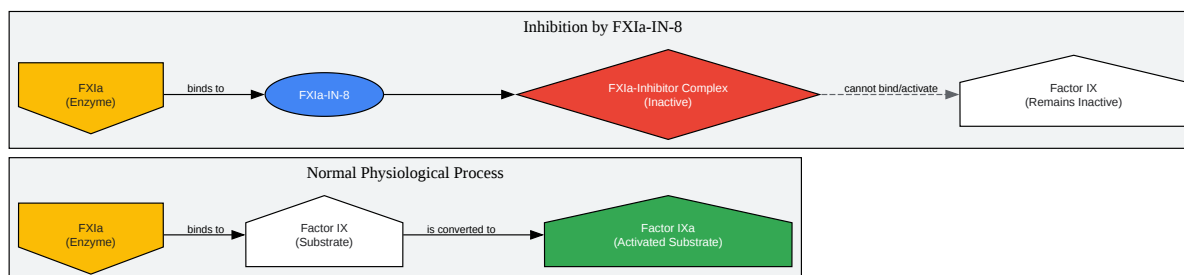 Inhibition by FXIa-IN-8
FXIa
(Enzyme)
binds to
FXIa-IN-8
FXIa-Inhibitor Complex
(Inactive)
cannot bind/activate
Factor IX
(Remains Inactive)
Normal Physiological Process
FXIa
(Enzyme)
binds to
Factor IX
(Substrate)
is converted to
Factor IXa
(Activated Substrate)